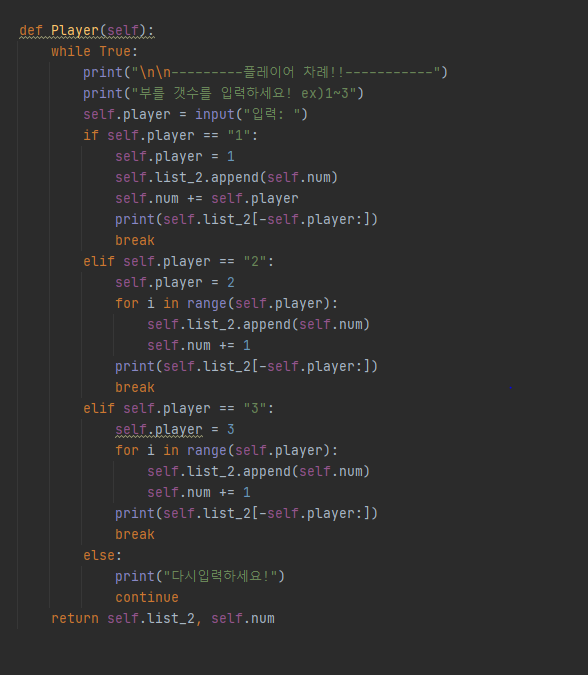 def Player(self):
    while True:
        print("\n\n---------플레이어 차례!!-----------")
        print("부를 갯수를 입력하세요! ex)1~3")
        self.player = input("입력: ")
        if self.player == "1":
            self.player = 1
            self.list_2.append(self.num)
            self.num += self.player
            print(self.list_2[-self.player:])
            break
        elif self.player == "2":
            self.player = 2
            for i in range(self.player):
                self.list_2.append(self.num)
                self.num += 1
            print(self.list_2[-self.player:])
            break
        elif self.player == "3":
            self.player = 3
            for i in range(self.player):
                self.list_2.append(self.num)
                self.num += 1
            print(self.list_2[-self.player:])
            break
        else:
            print("다시입력하세요!")
            continue
    return self.list_2, self.num